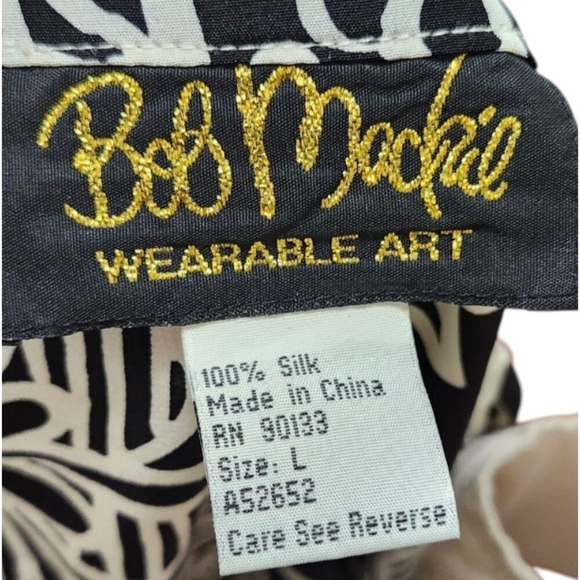 Bob Mackie
WEARABLE ART
100% Silk
Made in China
RN 90133
Size: L
A52652
Care See Reverse